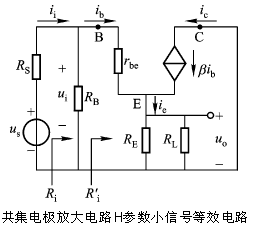 i_i i_b i_c
B C
R_S + r_be
u_i R_B βi_b
E i_e
+ +
u_s R_E R_L u_o
− − −
R_i R'_i
共集电极放大电路H参数小信号等效电路